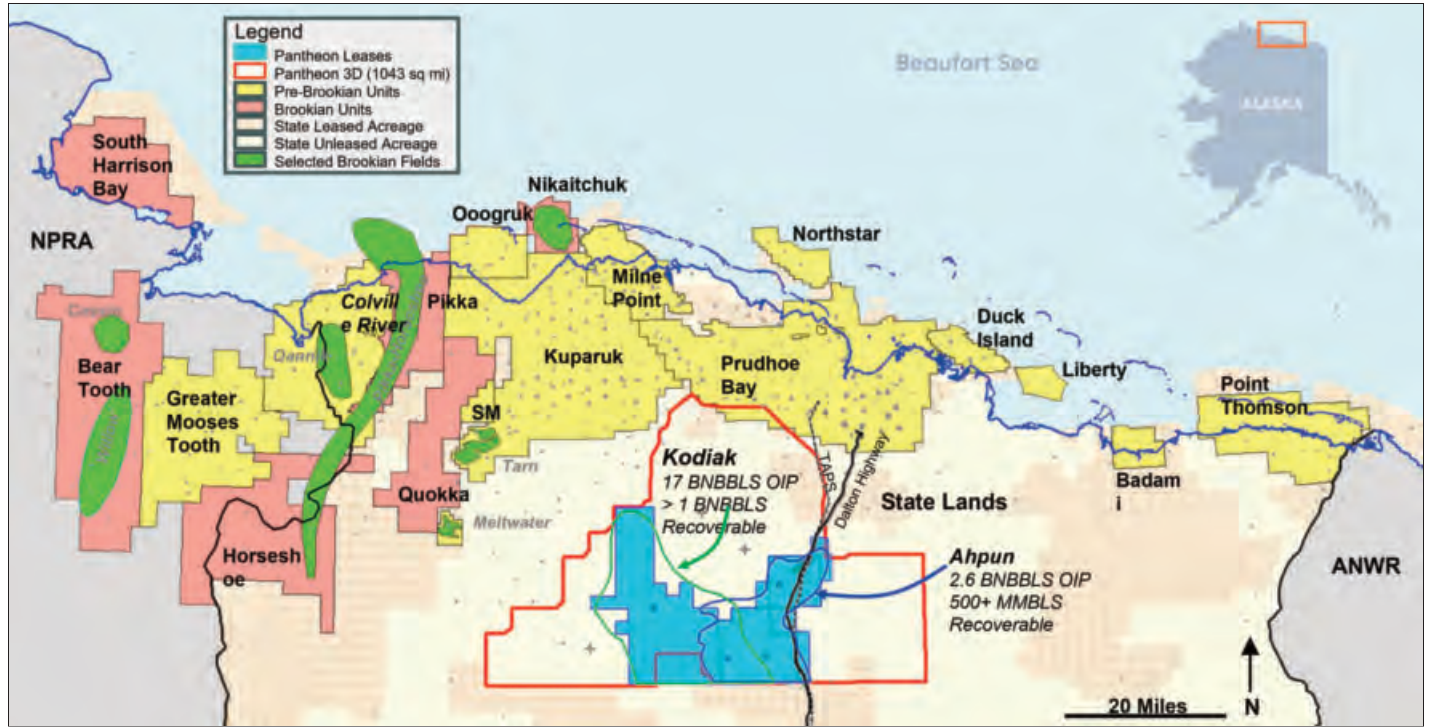 Legend
Pantheon Leases
Pantheon 3D (1043 sq mi)
Pre-Brookian Units
Brookian Units
State Leased Acreage
State Unleased Acreage
Selected Brookian Fields
Beaufort Sea
ALASKA
South
Harrison
Bay
NPRA
Nikaitchuk
Ooogruk
Northstar
Colvill
e River
Pikka
Milne
Point
Duck
Island
Qannik
Bear
Tooth
Kuparuk
Prudhoe
Bay
Liberty
Greater
Mooses
Tooth
Point
Thomson
SM
Tarn
Kodiak
17 BNBBLS OIP
> 1 BNBBLS
Recoverable
TAPS
Dalton Highway
State Lands
Badam
i
Quokka
Meltwater
Horsesh
oe
Ahpun
2.6 BNBBLS OIP
500+ MMBLS
Recoverable
ANWR
20 Miles
N